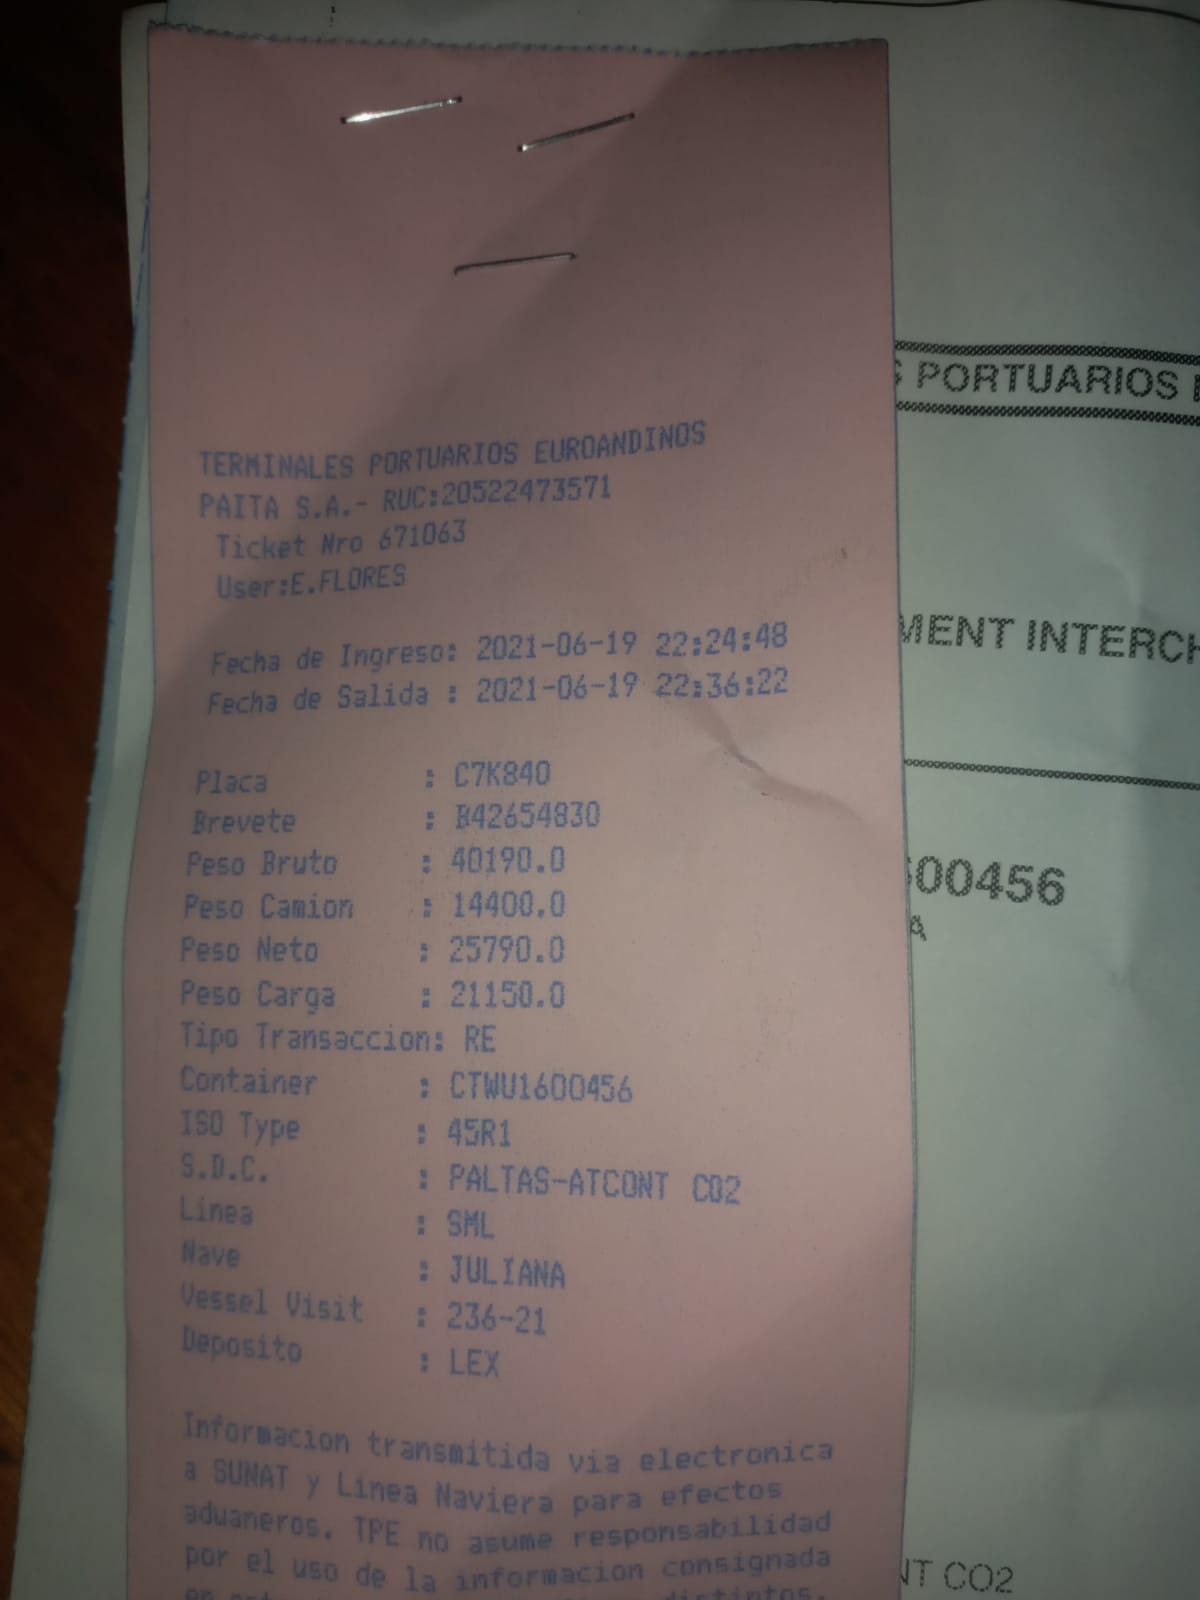 TERMINALES PORTUARIOS EUROANDINOS
PAITA S.A.- RUC:20522473571
Ticket Nro 671063
User:E.FLORES
Fecha de Ingreso: 2021-06-19 22:24:48
Fecha de Salida : 2021-06-19 22:36:22
Placa : C7K840
Brevete : B42654830
Peso Bruto : 40190.0
Peso Camion : 14400.0
Peso Neto : 25790.0
Peso Carga : 21150.0
Tipo Transaccion: RE
Container : CTWU1600456
ISO Type : 45R1
S.D.C. : PALTAS-ATCONT CO2
Linea : SML
Nave : JULIANA
Vessel Visit : 236-21
Deposito : LEX
Informacion transmitida via electronica
a SUNAT y Linea Naviera para efectos
aduaneros. TPE no asume responsabilidad
por el uso de la informacion consignada
distintos.
S PORTUARIOS
MENT INTERCH
600456
A
NT CO2